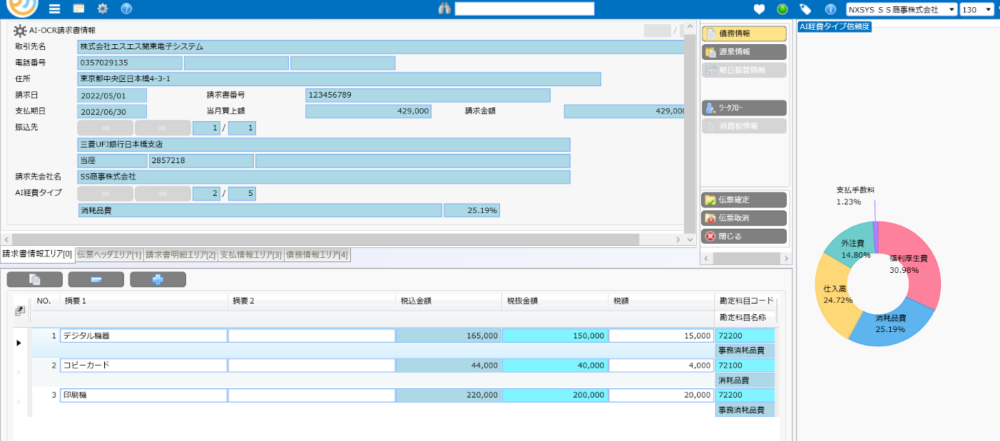 NXSYS ＳＳ商事株式会社 130
AI-OCR請求書情報 /
取引先名 株式会社エスエス関東電子システム
電話番号 0357029135
住所 東京都中央区日本橋4-3-1
請求日 2022/05/01 請求書番号 123456789
支払期日 2022/06/30 当月買上額 429,000 請求金額 429,000
振込先 1 / 1
三菱UFJ銀行日本橋支店
当座 2857218
請求先会社名 SS商事株式会社
AI経費タイプ 2 / 5
消耗品費 25.19%
債務情報
源泉情報
期日振替情報
ﾜｰｸﾌﾛｰ
消費税情報
伝票確定
伝票取消
閉じる
請求書情報エリア[0] 伝票ヘッダエリア[1] 請求書明細エリア[2] 支払情報エリア[3] 債務情報エリア[4]
NO. 摘要１ 摘要２ 税込金額 税抜金額 税額 勘定科目コード
勘定科目名称
1 デジタル機器 165,000 150,000 15,000 72200
事務消耗品費
2 コピーカード 44,000 40,000 4,000 72100
消耗品費
3 印刷機 220,000 200,000 20,000 72200
事務消耗品費
AI経費タイプ信頼度
支払手数料
1.23%
外注費
14.80%
福利厚生費
30.98%
仕入高
24.72%
消耗品費
25.19%